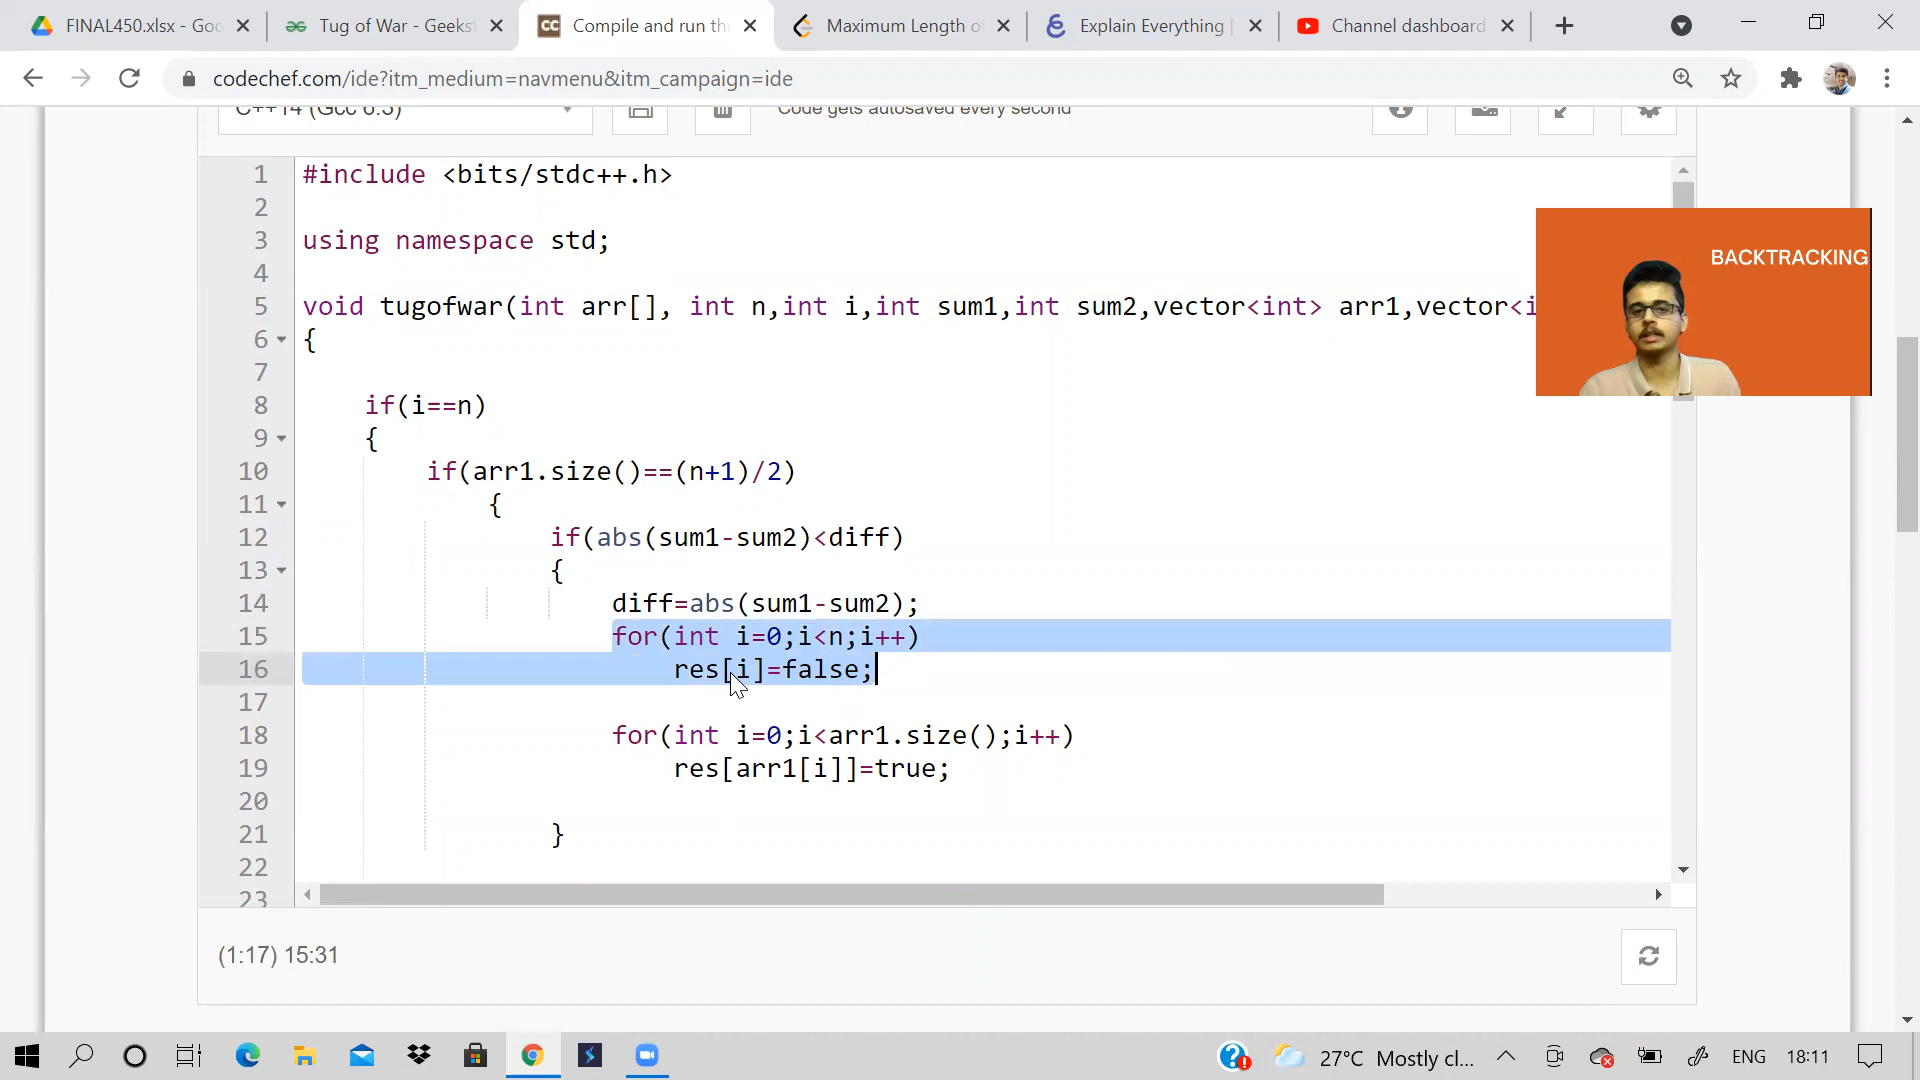 FINAL450.xlsx - Goo
Tug of War - Geeks
Compile and run th
Maximum Length o
Explain Everything |
Channel dashboard
codechef.com/ide?itm_medium=navmenu&itm_campaign=ide
C++14 (Gcc 6.3)
Code gets autosaved every second
1 #include <bits/stdc++.h>
2
3 using namespace std;
4
5 void tugofwar(int arr[], int n,int i,int sum1,int sum2,vector<int> arr1,vector<i
6 {
7
8 if(i==n)
9 {
10 if(arr1.size()==(n+1)/2)
11 {
12 if(abs(sum1-sum2)<diff)
13 {
14 diff=abs(sum1-sum2);
15 for(int i=0;i<n;i++)
16 res[i]=false;
17
18 for(int i=0;i<arr1.size();i++)
19 res[arr1[i]]=true;
20
21 }
22
23
BACKTRACKING
(1:17) 15:31
27°C Mostly cl...
ENG
18:11